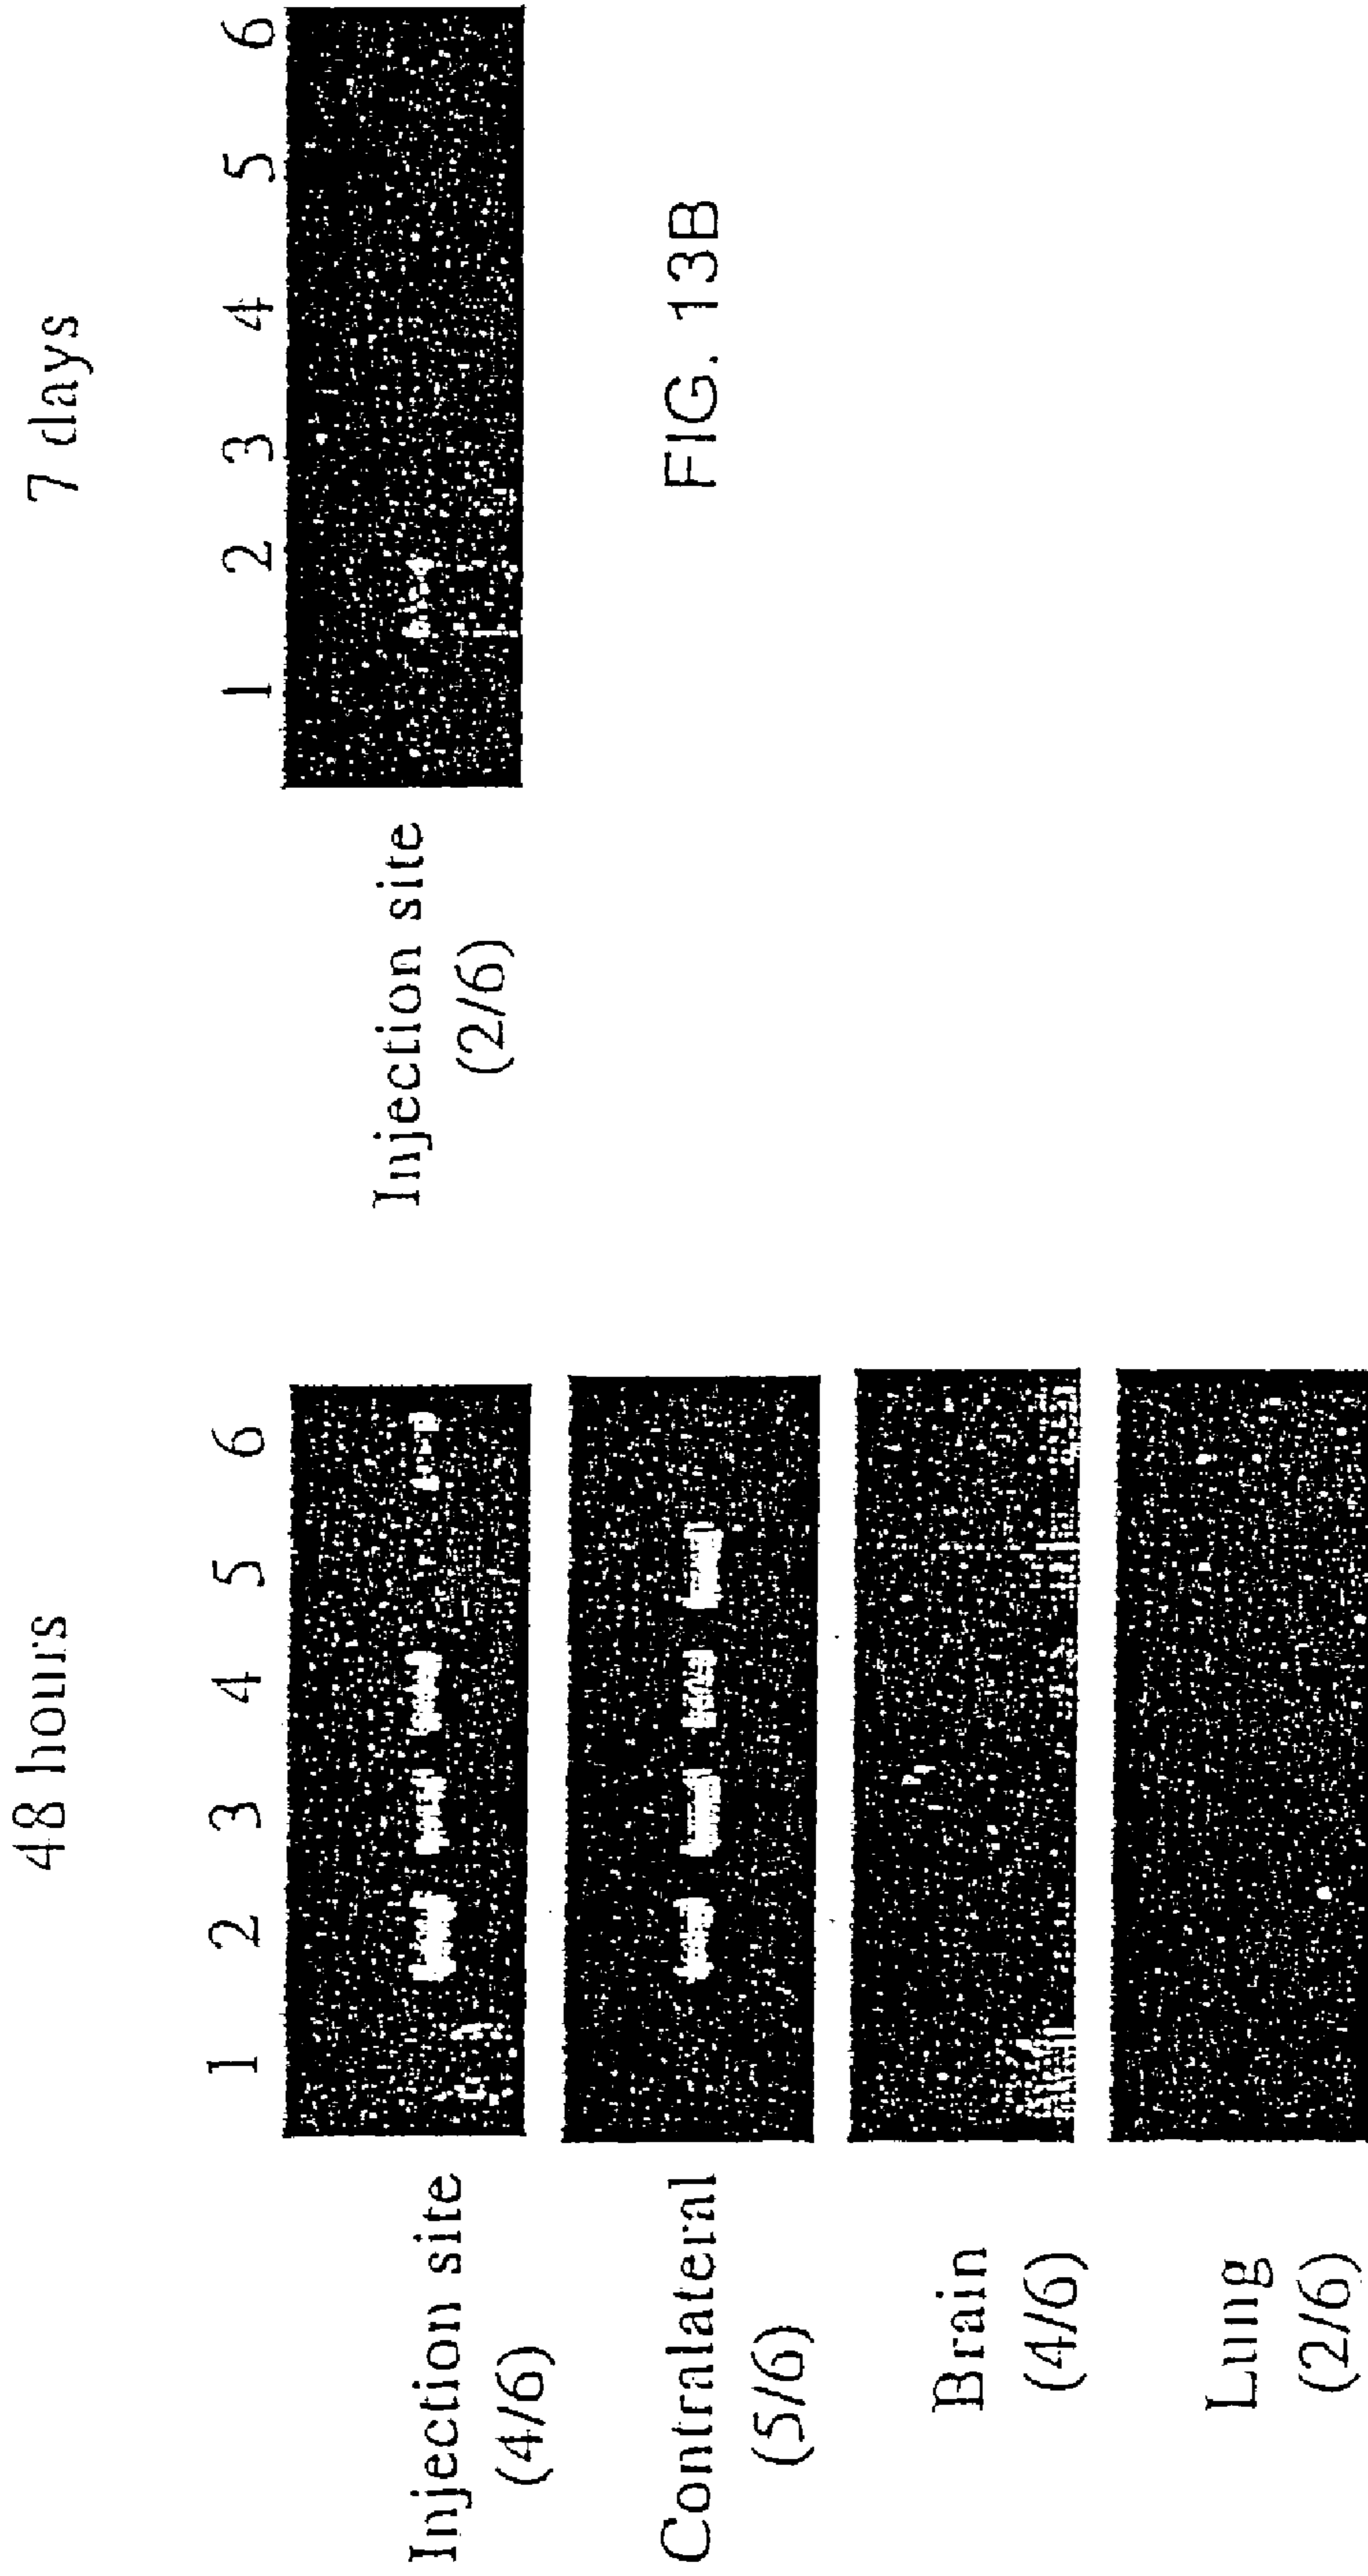 48 hours
1 2 3 4 5 6
Injection site
(4/6)
Contralateral
(5/6)
Brain
(4/6)
Lung
(2/6)
7 days
1 2 3 4 5 6
Injection site
(2/6)
FIG. 13B